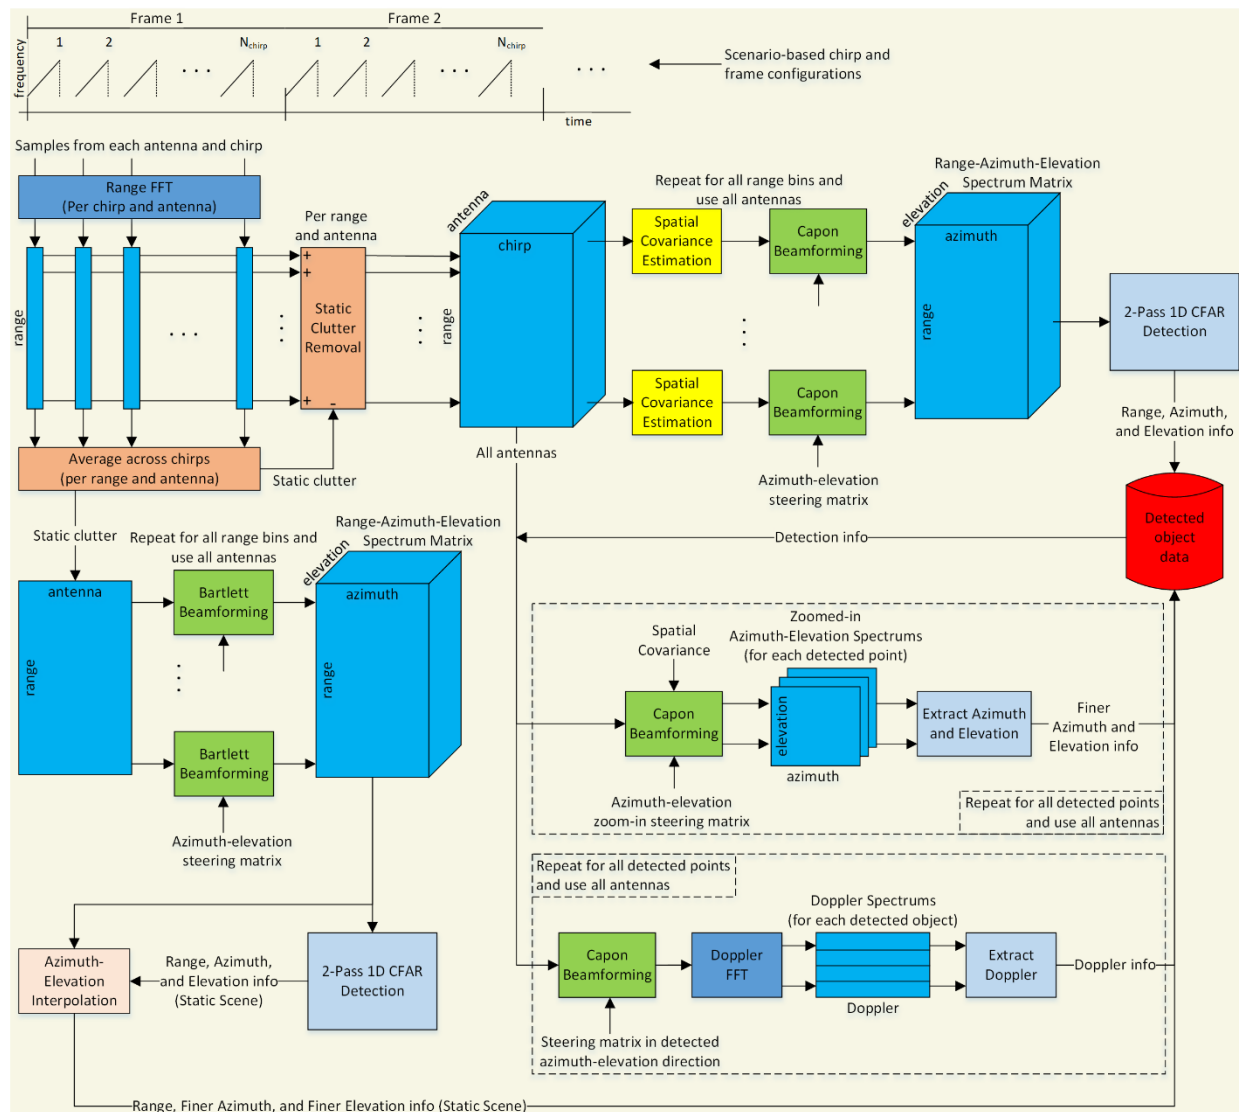 Frame 1
Frame 2
frequency
1
2
N_chirp
1
2
N_chirp
. . .
. . .
. . .
time
Scenario-based chirp and
frame configurations
Samples from each antenna and chirp
Range FFT
(Per chirp and antenna)
range
. . .
Per range
and antenna
+
+
+
-
Static
Clutter
Removal
Average across chirps
(per range and antenna)
Static clutter
Static clutter
antenna
chirp
range
All antennas
Repeat for all range bins and
use all antennas
Spatial
Covariance
Estimation
Capon
Beamforming
. . .
Spatial
Covariance
Estimation
Capon
Beamforming
Azimuth-elevation
steering matrix
Range-Azimuth-Elevation
Spectrum Matrix
elevation
azimuth
range
2-Pass 1D CFAR
Detection
Range, Azimuth,
and Elevation info
Detected
object
data
Detection info
antenna
range
Repeat for all range bins and
use all antennas
Bartlett
Beamforming
. . .
Bartlett
Beamforming
Azimuth-elevation
steering matrix
Range-Azimuth-Elevation
Spectrum Matrix
elevation
azimuth
range
Spatial
Covariance
Capon
Beamforming
Azimuth-elevation
zoom-in steering matrix
Zoomed-in
Azimuth-Elevation Spectrums
(for each detected point)
elevation
azimuth
Extract Azimuth
and Elevation
Finer
Azimuth and
Elevation info
Repeat for all detected points
and use all antennas
Repeat for all detected points
and use all antennas
Capon
Beamforming
Steering matrix in detected
azimuth-elevation direction
Doppler
FFT
Doppler Spectrums
(for each detected object)
Doppler
Extract
Doppler
Doppler info
Azimuth-
Elevation
Interpolation
Range, Azimuth,
and Elevation info
(Static Scene)
2-Pass 1D CFAR
Detection
Range, Finer Azimuth, and Finer Elevation info (Static Scene)